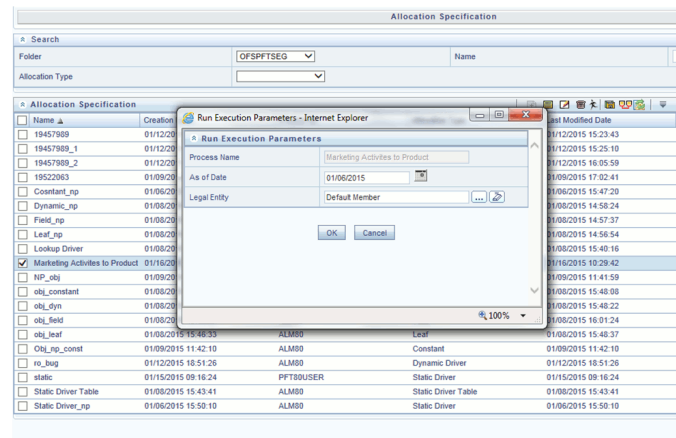 Allocation Specification
Search
Folder OFSPFTSEG Name
Allocation Type
Allocation Specification
Name Creation Last Modified Date
19457989 01/12/20 01/12/2015 15:23:43
19457989_1 01/12/20 01/12/2015 15:25:10
19457989_2 01/12/20 01/12/2015 16:05:59
19522063 01/09/20 01/09/2015 17:02:41
Cosntant_np 01/06/20 01/06/2015 15:47:20
Dynamic_np 01/08/20 01/08/2015 14:58:24
Field_np 01/08/20 01/08/2015 14:57:37
Leaf_np 01/08/20 01/08/2015 14:56:54
Lookup Driver 01/08/20 01/08/2015 15:40:16
Marketing Activites to Product 01/16/20 01/16/2015 10:29:42
NP_obj 01/09/20 01/09/2015 11:41:59
obj_constant 01/08/20 01/08/2015 15:48:08
obj_dyn 01/08/20 01/08/2015 15:48:22
obj_field 01/08/20 01/08/2015 16:01:24
obj_leaf 01/08/2015 15:46:33 ALM80 Leaf 01/08/2015 15:48:37
Obj_np_const 01/09/2015 11:42:10 ALM80 Constant 01/09/2015 11:42:10
ro_bug 01/12/2015 18:51:26 ALM80 Dynamic Driver 01/12/2015 18:51:26
static 01/15/2015 09:16:24 PFT80USER Static Driver 01/15/2015 09:16:24
Static Driver Table 01/08/2015 15:43:41 ALM80 Static Driver Table 01/08/2015 15:43:41
Static Driver_np 01/06/2015 15:50:10 ALM80 Static Driver 01/06/2015 15:50:10
Run Execution Parameters - Internet Explorer
Run Execution Parameters
Process Name Marketing Activites to Product
As of Date 01/06/2015
Legal Entity Default Member ...
OK Cancel
100%